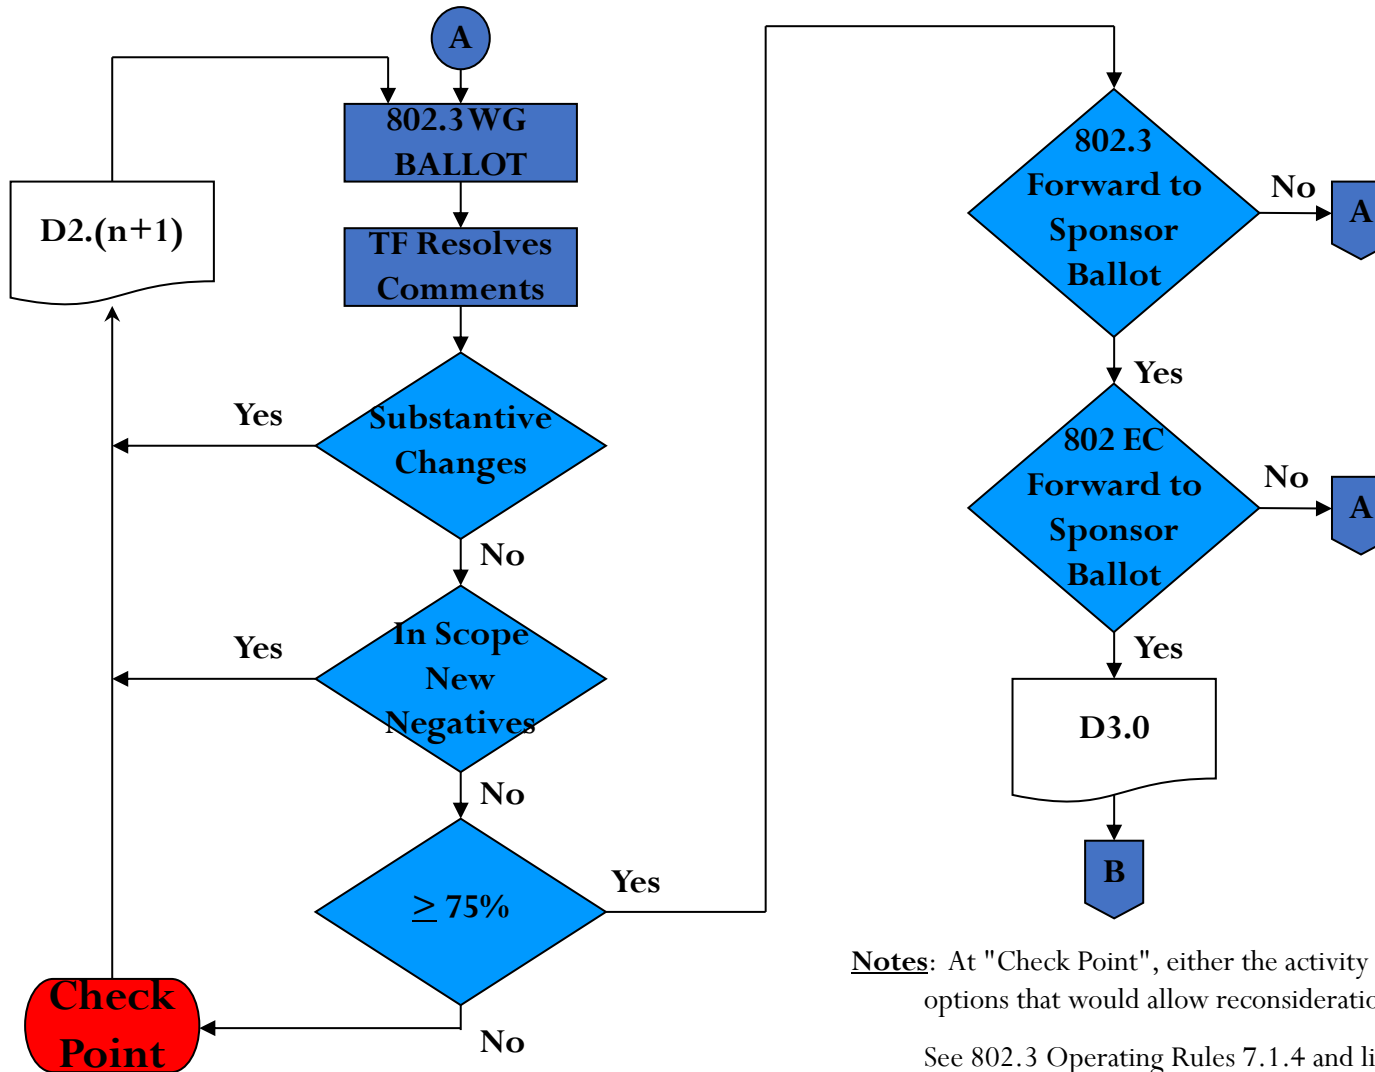 A
802.3 WG
BALLOT
D2.(n+1)
TF Resolves
Comments
Yes
Substantive
Changes
No
Yes
In Scope
New
Negatives
No
≥ 75%
Yes
Check
Point
No
802.3
Forward to
Sponsor
Ballot
No
A
Yes
802 EC
Forward to
Sponsor
Ballot
No
A
Yes
D3.0
B
Notes: At "Check Point", either the activity
options that would allow
See 802.3 Operating Rules 7.1.4 and